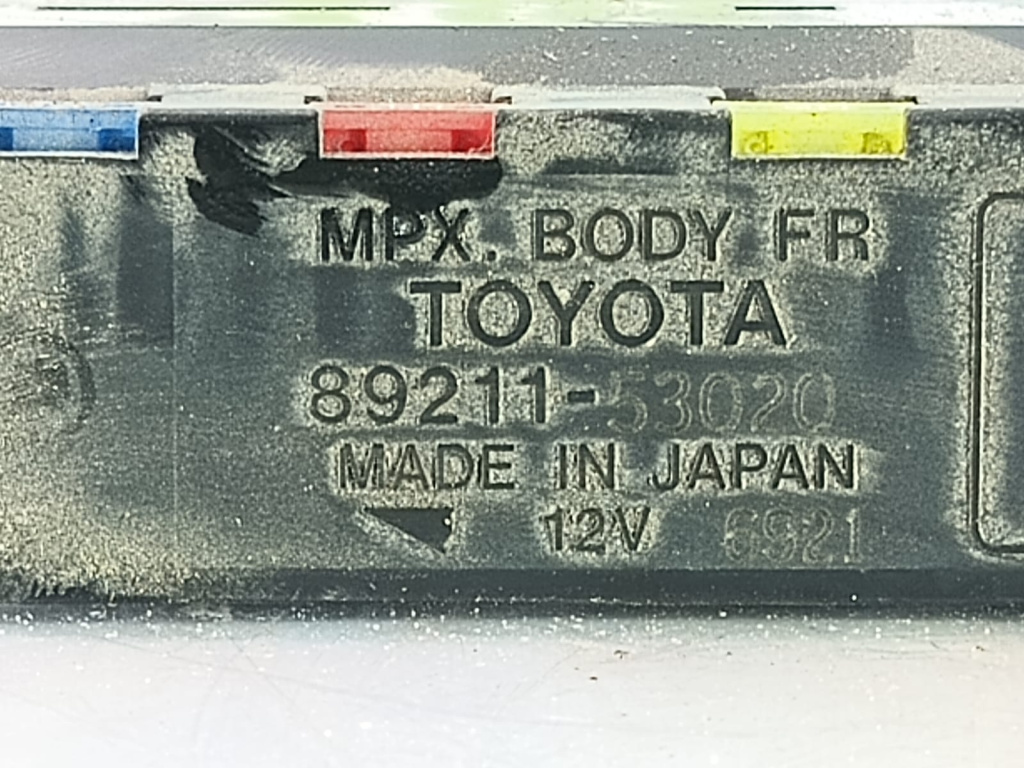 MPX. BODY FR
TOYOTA
89211-53020
MADE IN JAPAN
12V 6921